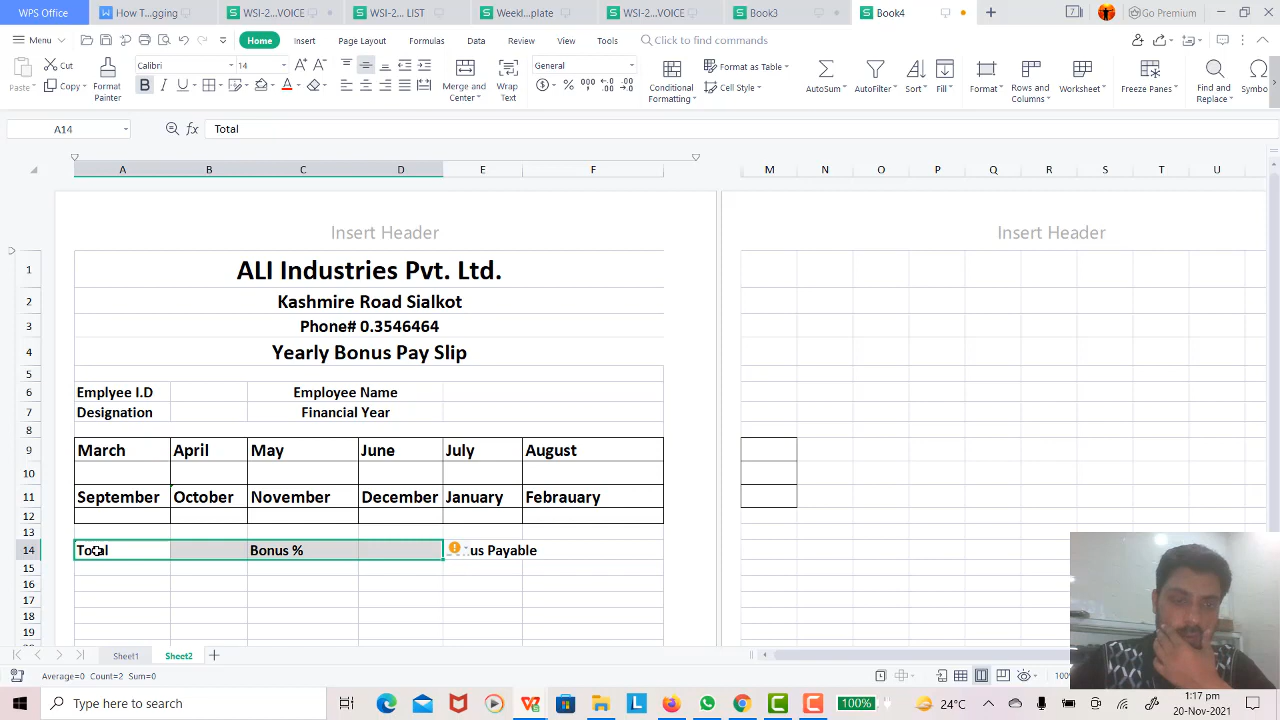 WPS Office How T...ng WSI-2...VOICE WSI-2... LIST Weekl...plate WSI-2...VOICE Book3 Book4 Go Premium
Menu Home Insert Page Layout Formulas Data Review View Tools Click to find commands
Paste Cut Copy Format Painter Calibri 14 Merge and Center Wrap Text General Conditional Formatting Format as Table Cell Style AutoSum AutoFilter Sort Fill Format Rows and Columns Worksheet Freeze Panes Find and Replace Symbo
A14 Total
A B C D E F M N O P Q R S T U
Insert Header Insert Header
1 ALI Industries Pvt. Ltd.
2 Kashmire Road Sialkot
3 Phone# 0.3546464
4 Yearly Bonus Pay Slip
5
6 Emplyee I.D Employee Name
7 Designation Financial Year
8
9 March April May June July August
10
11 September October November December January Febrauary
12
13
14 Total Bonus % us Payable
15
16
17
18
19
Sheet1 Sheet2
Average=0 Count=2 Sum=0
Type here to search 100% 24°C 1:17 pm
20-Nov-2021